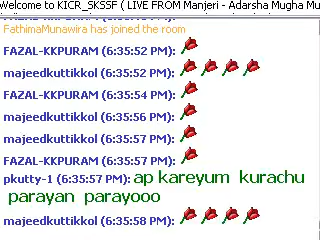 Welcome to KICR_SKSSF ( LIVE FROM Manjeri - Adarsha Mugha Mu
FathimaMunawira has joined the room
FAZAL-KKPURAM (6:35:52 PM):
majeedkuttikkol (6:35:52 PM):
FAZAL-KKPURAM (6:35:54 PM):
majeedkuttikkol (6:35:56 PM):
majeedkuttikkol (6:35:57 PM):
FAZAL-KKPURAM (6:35:57 PM):
pkutty-1 (6:35:57 PM): ap kareyum kurachu
parayan parayooo
majeedkuttikkol (6:35:58 PM):